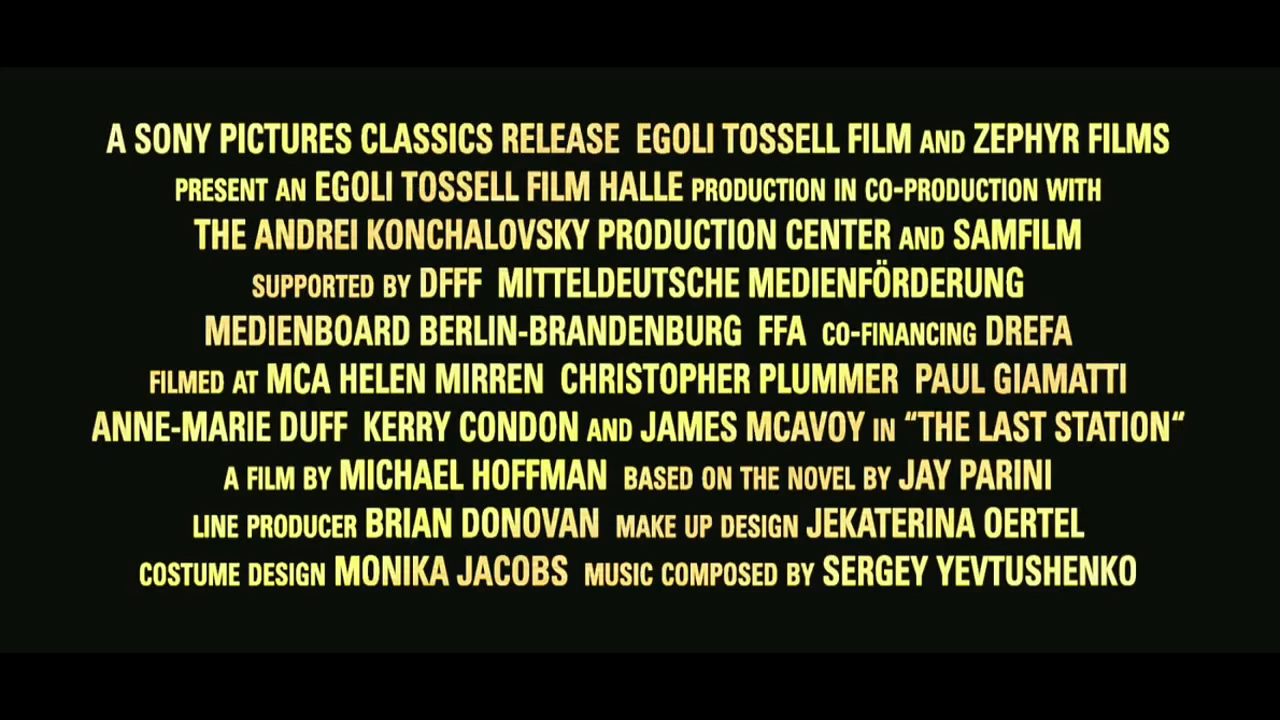 A SONY PICTURES CLASSICS RELEASE EGOLI TOSSELL FILM AND ZEPHYR FILMS
PRESENT AN EGOLI TOSSELL FILM HALLE PRODUCTION IN CO-PRODUCTION WITH
THE ANDREI KONCHALOVSKY PRODUCTION CENTER AND SAMFILM
SUPPORTED BY DFFF MITTELDEUTSCHE MEDIENFÖRDERUNG
MEDIENBOARD BERLIN-BRANDENBURG FFA CO-FINANCING DREFA
FILMED AT MCA HELEN MIRREN CHRISTOPHER PLUMMER PAUL GIAMATTI
ANNE-MARIE DUFF KERRY CONDON AND JAMES MCAVOY IN “THE LAST STATION“
A FILM BY MICHAEL HOFFMAN BASED ON THE NOVEL BY JAY PARINI
LINE PRODUCER BRIAN DONOVAN MAKE UP DESIGN JEKATERINA OERTEL
COSTUME DESIGN MONIKA JACOBS MUSIC COMPOSED BY SERGEY YEVTUSHENKO